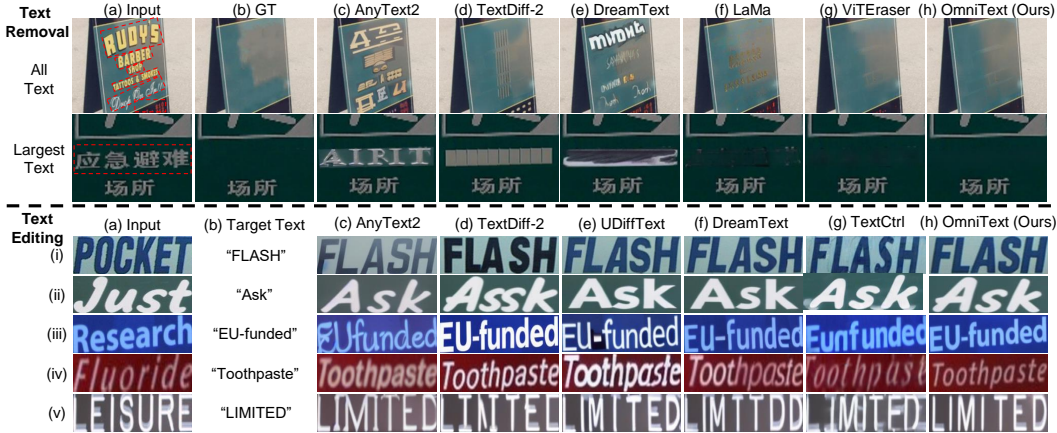 Text Removal
(a) Input (b) GT (c) AnyText2 (d) TextDiff-2 (e) DreamText (f) LaMa (g) ViTEraser (h) OmniText (Ours)
All Text
RUDYS
BARBER
SHOP
TATTOOS & SMOKES
Largest Text
应急避难 AIRIT
场所 场所 场所 场所 场所 场所 场所 场所
Text Editing
(a) Input (b) Target Text (c) AnyText2 (d) TextDiff-2 (e) UDiffText (f) DreamText (g) TextCtrl (h) OmniText (Ours)
(i) POCKET “FLASH” FLASH FLASH FLASH FLASH FLASH FLASH
(ii) Just “Ask” Ask Assk Ask Ask Ask Ask
(iii) Research “EU-funded” EUfunded EU-funded EU-funded EU-funded Eunfunded EU-funded
(iv) Fluoride “Toothpaste” Toothpaste Toothpaste Toothpaste Toothpaste Toothpaste
(v) LEISURE “LIMITED” LIMITED LINTEL LIMITED IMTTDD LIMITED LIMITED